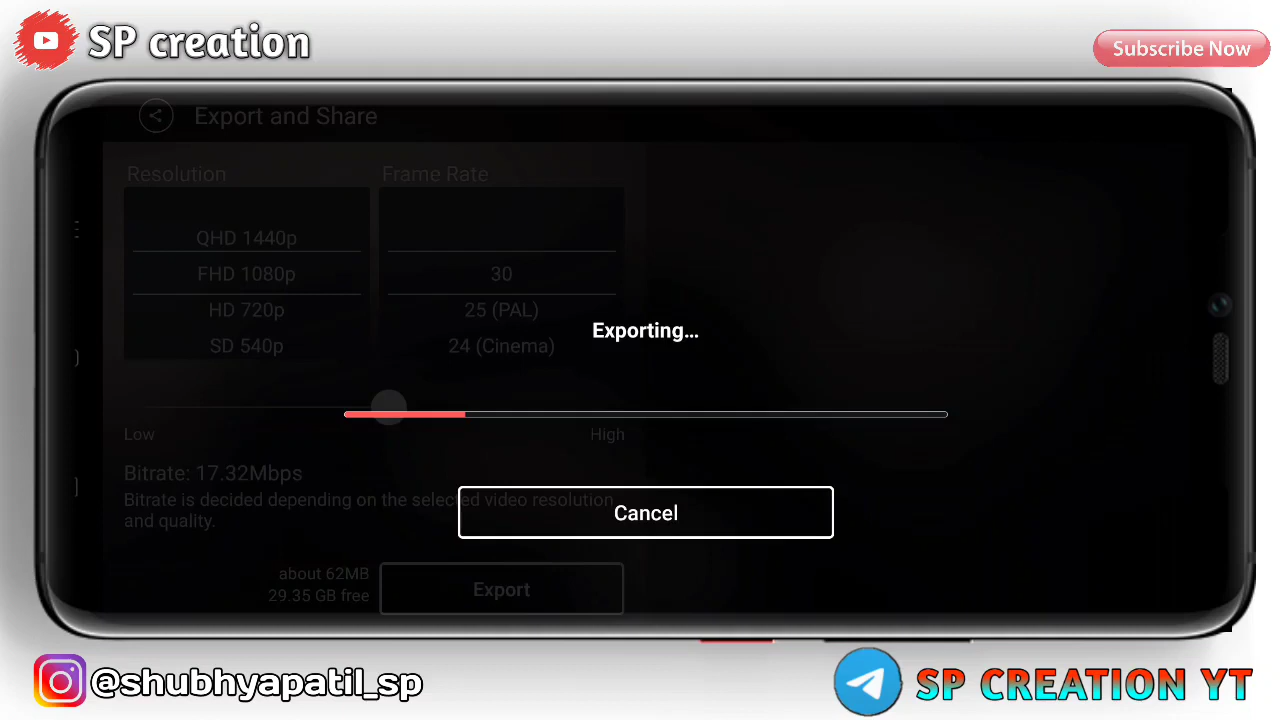 SP creation
Subscribe Now
Export and Share
Resolution
Frame Rate
QHD 1440p
FHD 1080p
30
HD 720p
25 (PAL)
SD 540p
24 (Cinema)
Exporting...
Low
High
Bitrate: 17.32Mbps
Bitrate is decided depending on the selected video resolution
and quality.
Cancel
about 62MB
29.35 GB free
Export
@shubhyapatil_sp
SP CREATION YT